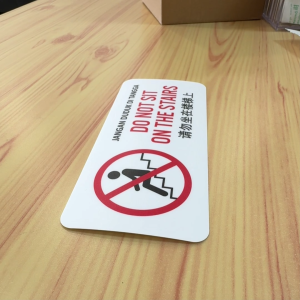 JANGAN DUDUK DI TANGGA
DO NOT SIT
ON THE STAIRS
请勿坐在楼梯上